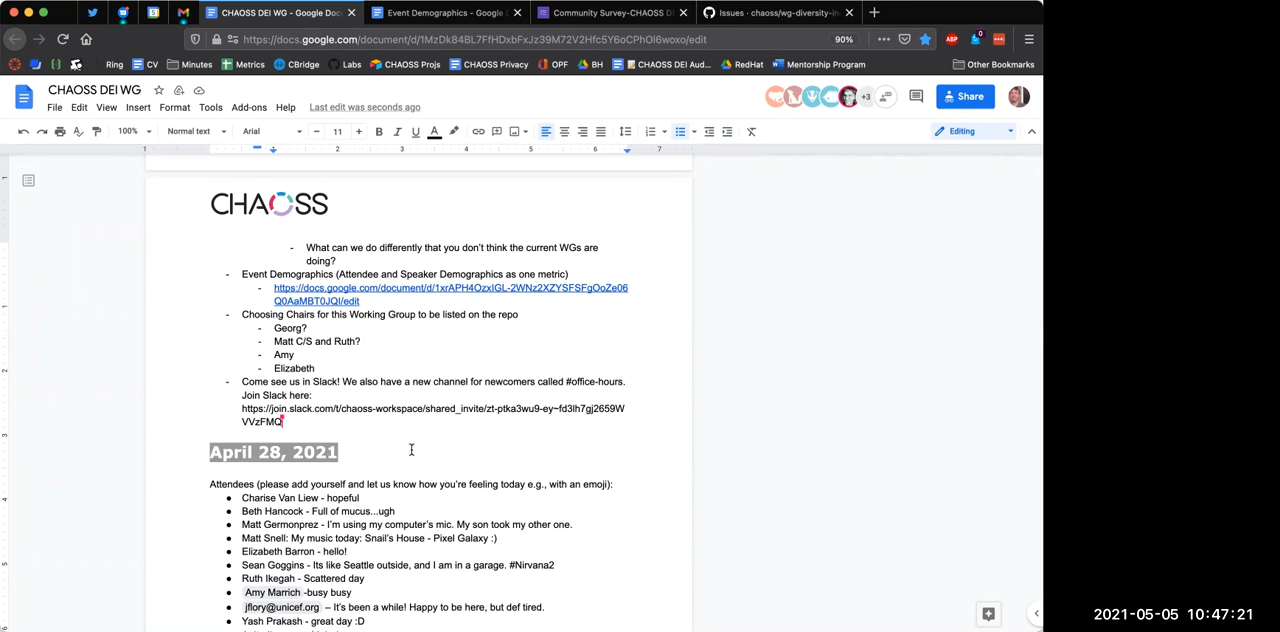 CHAOSS DEI WG - Google Doc
Event Demographics - Google
Community Survey-CHAOSS D
Issues · chaoss/wg-diversity-in
https://docs.google.com/document/d/1MzDk84BL7FfHDxbFxJz39M72V2Hfc5Y6oCPhOl6woxo/edit
90%
ABP
0
Ring
CV
Minutes
Metrics
CBridge
Labs
CHAOSS Projs
CHAOSS Privacy
OPF
BH
CHAOSS DEI Aud...
RedHat
Mentorship Program
Other Bookmarks
CHAOSS DEI WG
File Edit View Insert Format Tools Add-ons Help Last edit was seconds ago
+3
Share
100% Normal text Arial 11 B I U A
Editing
1 1 2 3 4 5 6 7
CHAOSS
- What can we do differently that you don't think the current WGs are
doing?
- Event Demographics (Attendee and Speaker Demographics as one metric)
- https://docs.google.com/document/d/1xrAPH4OzxIGL-2WNz2XZYSFSFgOoZe06
Q0AaMBT0JQI/edit
- Choosing Chairs for this Working Group to be listed on the repo
- Georg?
- Matt C/S and Ruth?
- Amy
- Elizabeth
- Come see us in Slack! We also have a new channel for newcomers called #office-hours.
Join Slack here:
https://join.slack.com/t/chaoss-workspace/shared_invite/zt-ptka3wu9-ey~fd3lh7gj2659W
VVzFMQ
April 28, 2021
Attendees (please add yourself and let us know how you're feeling today e.g., with an emoji):
● Charise Van Liew - hopeful
● Beth Hancock - Full of mucus...ugh
● Matt Germonprez - I'm using my computer's mic. My son took my other one.
● Matt Snell: My music today: Snail's House - Pixel Galaxy :)
● Elizabeth Barron - hello!
● Sean Goggins - Its like Seattle outside, and I am in a garage. #Nirvana2
● Ruth Ikegah - Scattered day
● Amy Marrich -busy busy
● jflory@unicef.org – It's been a while! Happy to be here, but def tired.
● Yash Prakash - great day :D
2021-05-05 10:47:21